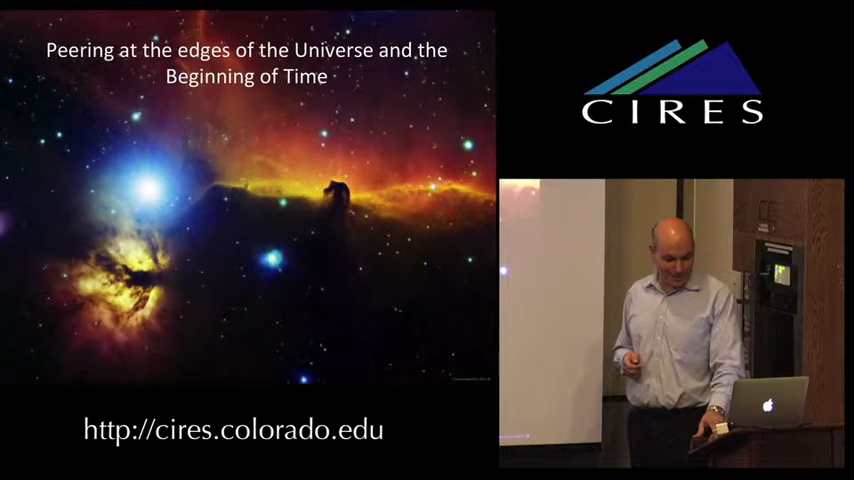 Peering at the edges of the Universe and the
Beginning of Time
CIRES
http://cires.colorado.edu